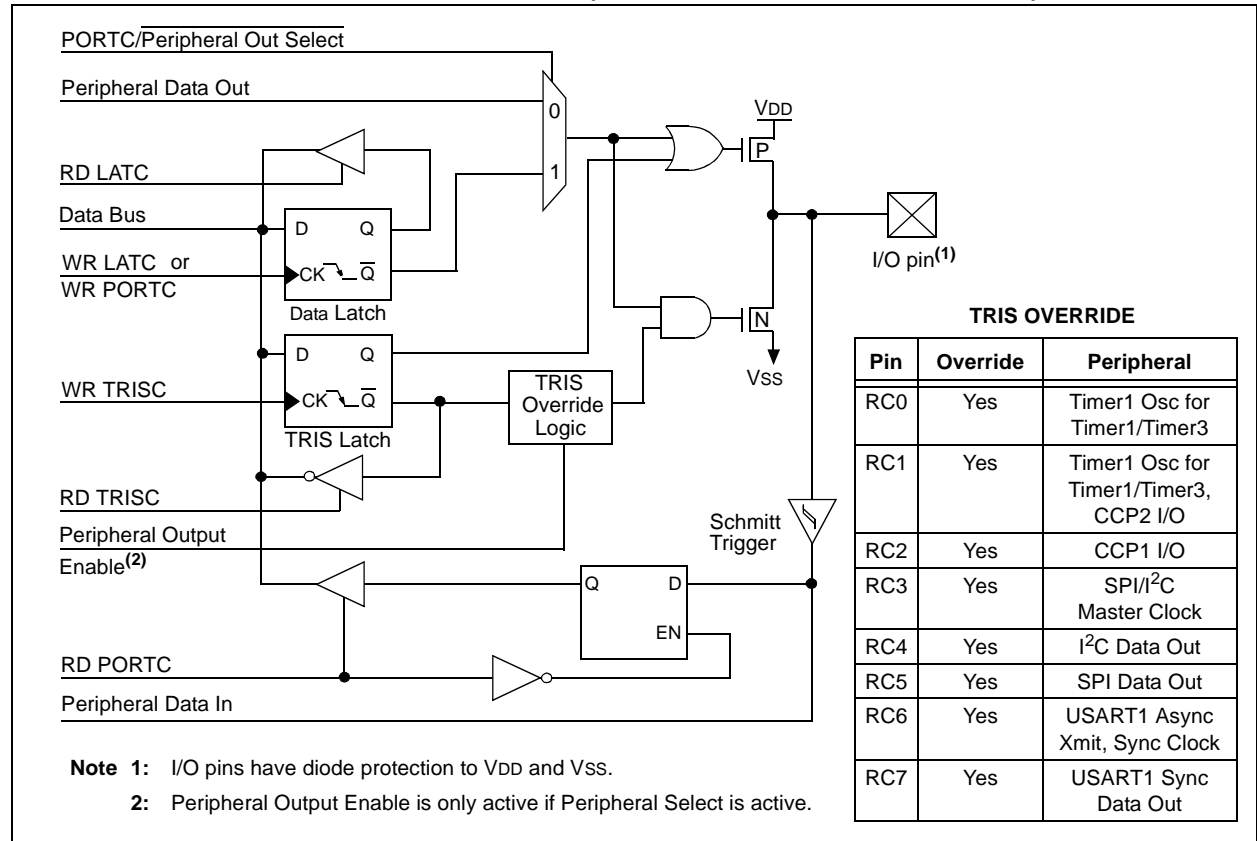 PORTC/Peripheral Out Select
Peripheral Data Out
0
1
VDD
P
RD LATC
Data Bus
D Q
WR LATC or
WR PORTC
CK Q
Data Latch
I/O pin(1)
D Q
WR TRISC
CK Q
TRIS Latch
TRIS
Override
Logic
N
VSS
RD TRISC
Peripheral Output
Enable(2)
Schmitt
Trigger
Q D
EN
RD PORTC
Peripheral Data In
TRIS OVERRIDE
Pin Override Peripheral
RC0 Yes Timer1 Osc for
Timer1/Timer3
RC1 Yes Timer1 Osc for
Timer1/Timer3,
CCP2 I/O
RC2 Yes CCP1 I/O
RC3 Yes SPI/I2C
Master Clock
RC4 Yes I2C Data Out
RC5 Yes SPI Data Out
RC6 Yes USART1 Async
Xmit, Sync Clock
RC7 Yes USART1 Sync
Data Out
Note 1: I/O pins have diode protection to VDD and VSS.
2: Peripheral Output Enable is only active if Peripheral Select is active.